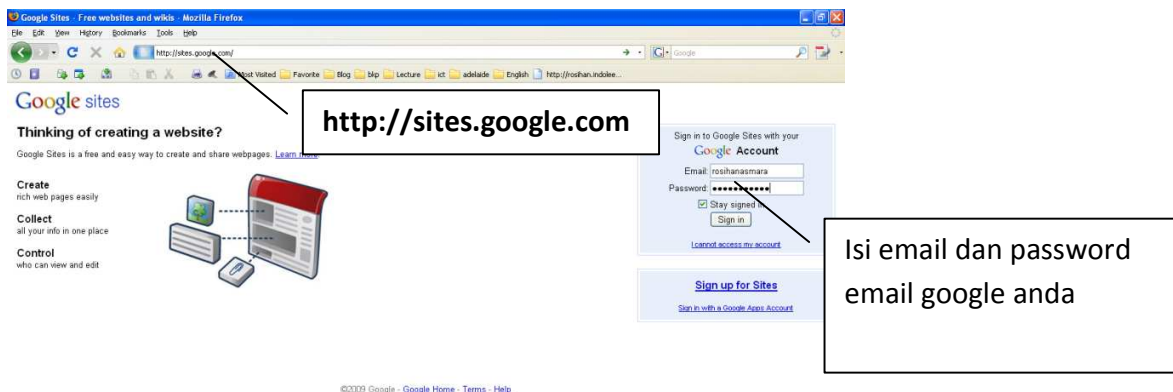 Google Sites - Free websites and wikis - Mozilla Firefox
File Edit View History Bookmarks Tools Help
http://sites.google.com/
Google
Most Visited Favorite Blog bkp Lecture ict adelaide English http://rosihan.indolee...
Google sites
http://sites.google.com
Thinking of creating a website?
Google Sites is a free and easy way to create and share webpages. Learn more.
Create
rich web pages easily
Collect
all your info in one place
Control
who can view and edit
Sign in to Google Sites with your
Google Account
Email: rosihanasmara
Password: •••••••••••
Stay signed in
Sign in
I cannot access my account
Isi email dan password
email google anda
Sign up for Sites
Sign in with a Google Apps Account
©2009 Google - Google Home - Terms - Help